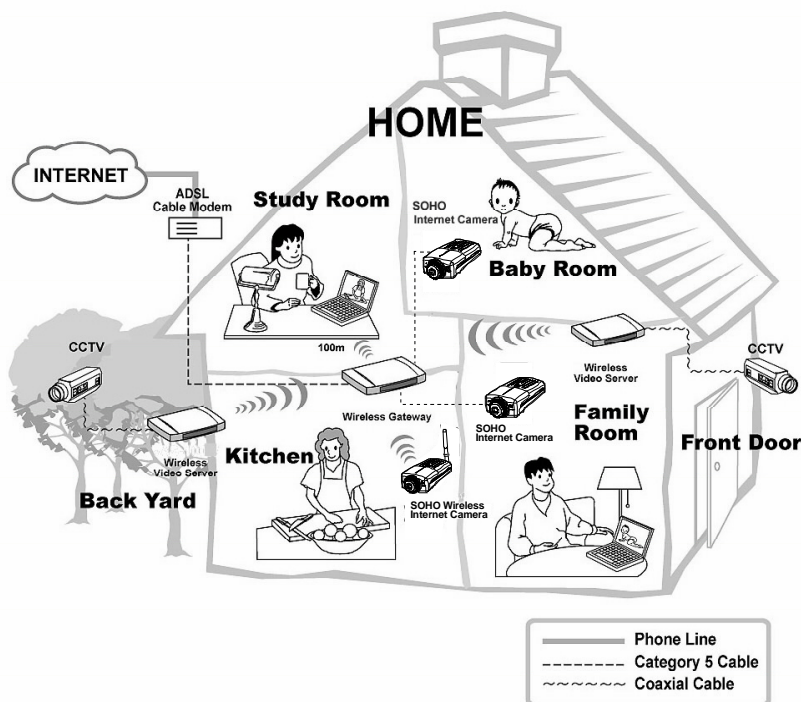 HOME
INTERNET
ADSL
Cable Modem
Study Room
SOHO
Internet Camera
Baby Room
100m
CCTV
Wireless
Video Server
CCTV
Wireless Gateway
SOHO
Internet Camera
Family
Room
Front Door
Kitchen
Wireless
Video Server
Back Yard
SOHO Wireless
Internet Camera
Phone Line
Category 5 Cable
Coaxial Cable